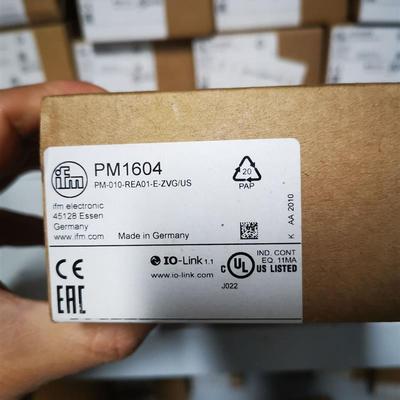 ifm
PM1604
PM-010-REA01-E-ZVG/US
ifm electronic
45128 Essen
Germany
www.ifm.com
Made in Germany
20
PAP
K AA 2010
CE
EAC
IO-Link 1.1
www.io-link.com
J022
c UL US LISTED
IND. CONT
EQ. 11MA